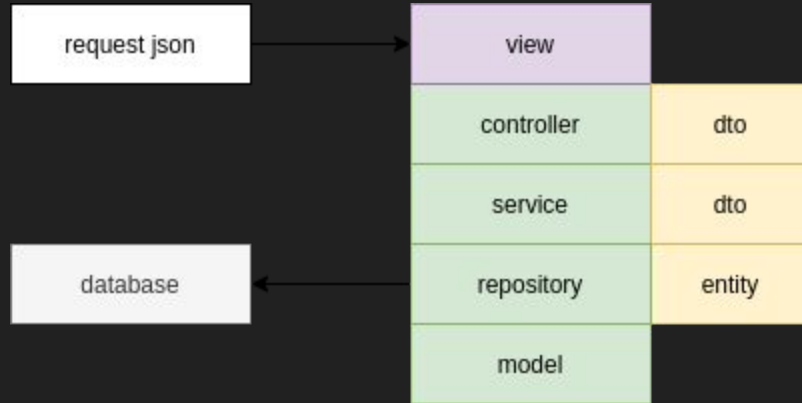 request json
view
controller
dto
service
dto
database
repository
entity
model